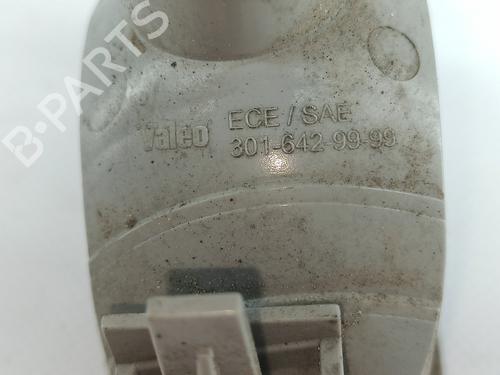 B-PARTS
ECE / SAE
Valeo 301-642-99-99